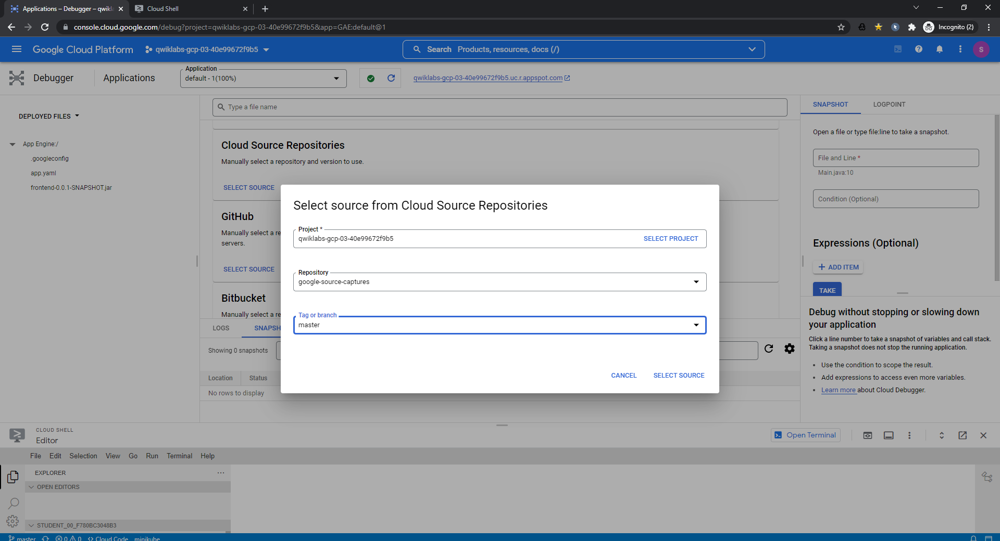 Applications – Debugger – qwikla
Cloud Shell
console.cloud.google.com/debug?project=qwiklabs-gcp-03-40e99672f9b5&app=GAE:default@1
Incognito (2)
Google Cloud Platform
qwiklabs-gcp-03-40e99672f9b5
Search Products, resources, docs (/)
S
Debugger
Applications
Application
default - 1(100%)
qwiklabs-gcp-03-40e99672f9b5.uc.r.appspot.com
DEPLOYED FILES
App Engine:/
.googleconfig
app.yaml
frontend-0.0.1-SNAPSHOT.jar
Type a file name
Cloud Source Repositories
Manually select a repository and version to use.
SELECT SOURCE
GitHub
Manually select a re
servers.
SELECT SOURCE
Bitbucket
Manually select a re
LOGS
SNAPSH
Showing 0 snapshots
Location
Status
No rows to display
Select source from Cloud Source Repositories
Project *
qwiklabs-gcp-03-40e99672f9b5
SELECT PROJECT
Repository
google-source-captures
Tag or branch
master
CANCEL
SELECT SOURCE
SNAPSHOT
LOGPOINT
Open a file or type file:line to take a snapshot.
File and Line *
Main.java:10
Condition (Optional)
Expressions (Optional)
ADD ITEM
TAKE
Debug without stopping or slowing down
your application
Click a line number to take a snapshot of variables and call stack.
Taking a snapshot does not stop the running application.
• Use the condition to scope the result.
• Add expressions to access even more variables.
• Learn more about Cloud Debugger.
CLOUD SHELL
Editor
Open Terminal
File Edit Selection View Go Run Terminal Help
EXPLORER
OPEN EDITORS
STUDENT_00_F780BC3048B3
master 0 0 <> Cloud Code minikube